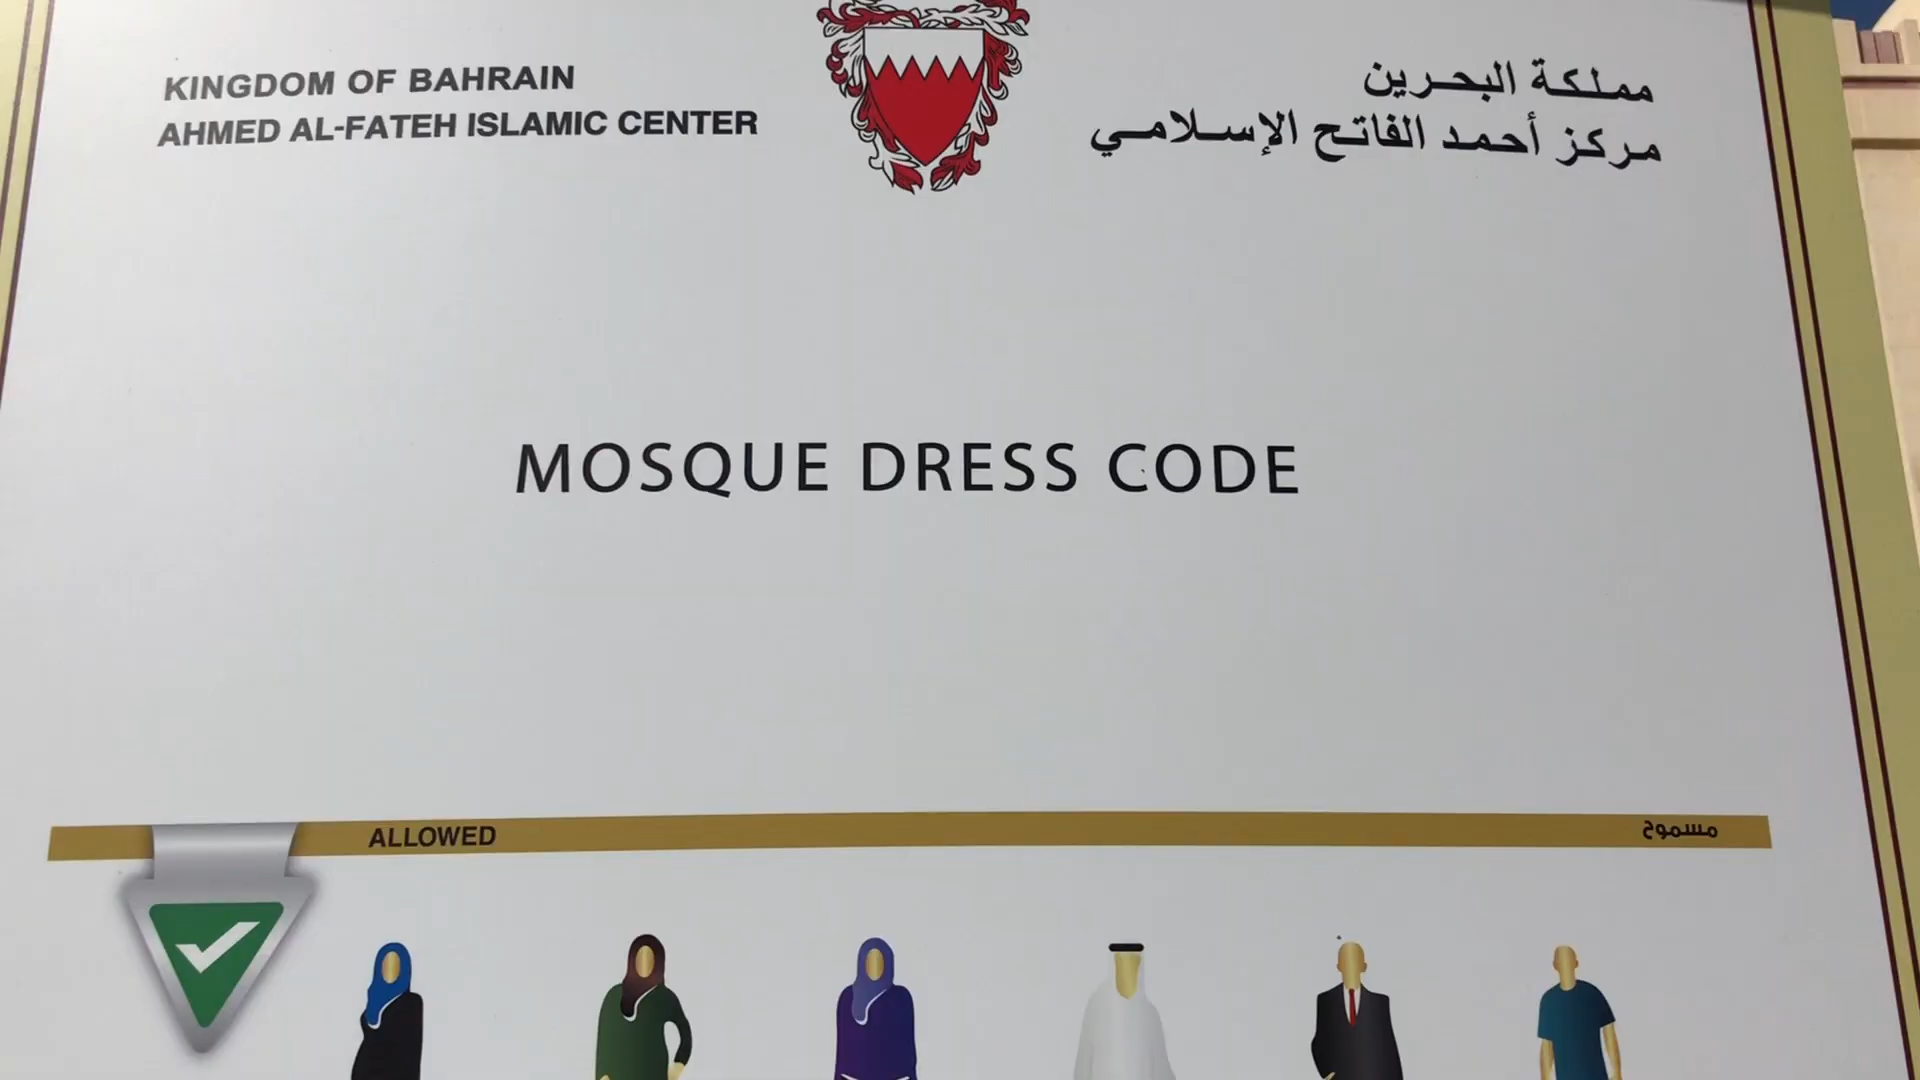 KINGDOM OF BAHRAIN
AHMED AL-FATEH ISLAMIC CENTER
مملكة البحرين
مركز أحمد الفاتح الإسلامي
MOSQUE DRESS CODE
ALLOWED
مسموح